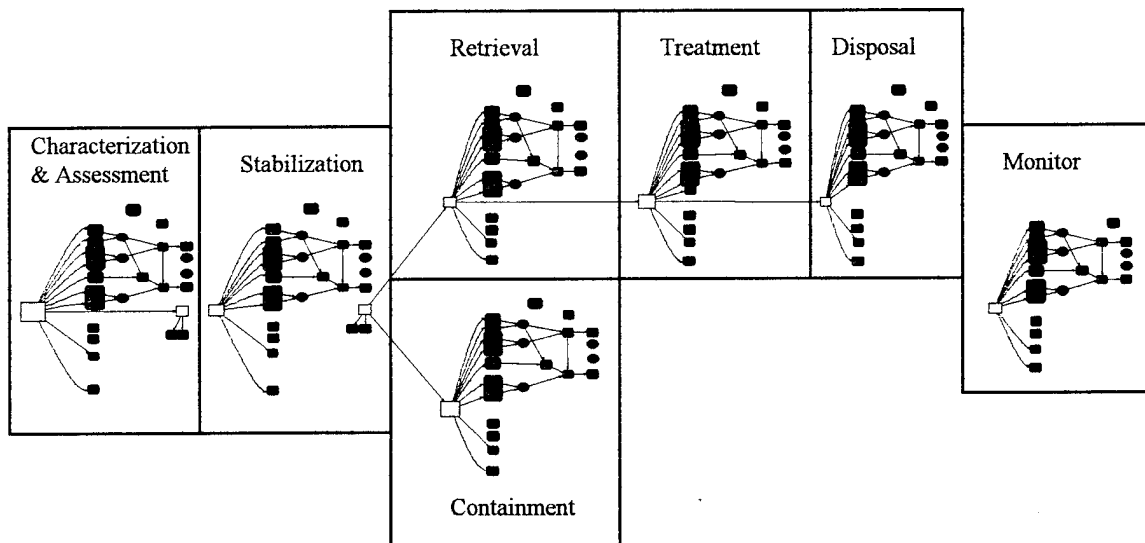 Retrieval
Treatment
Disposal
Characterization
& Assessment
Stabilization
Monitor
Containment